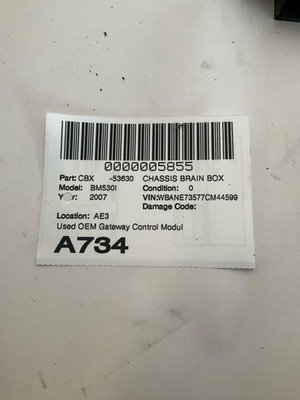 0000005855
Part: CBX -53630 CHASSIS BRAIN BOX
Model: BM530I Condition: 0
2007 VIN:WBANE73577CM44599
Damage Code:
Location: AE3
Used OEM Gateway Control Modul
A734